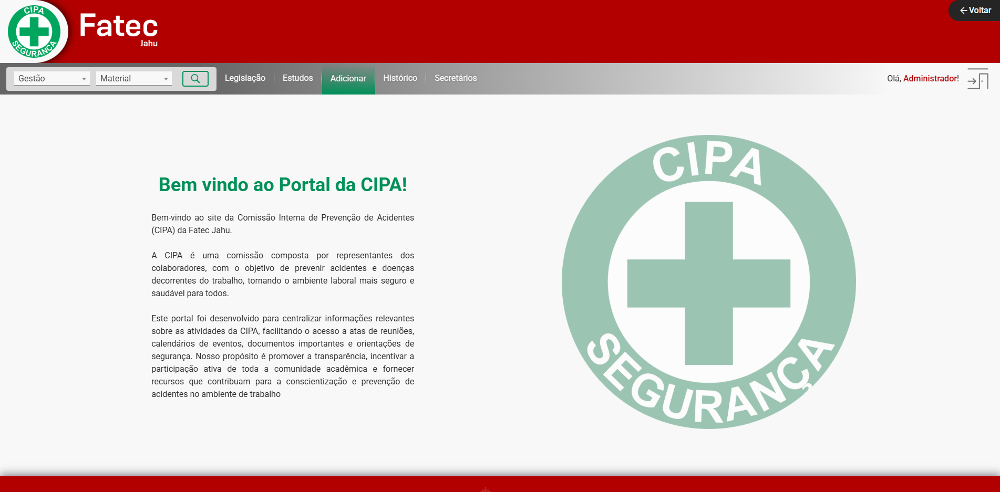 CIPA
SEGURANÇA
Fatec
Jahu
Voltar
Gestão
Material
Legislação
Estudos
Adicionar
Histórico
Secretários
Olá, Administrador!
Bem vindo ao Portal da CIPA!
Bem-vindo ao site da Comissão Interna de Prevenção de Acidentes
(CIPA) da Fatec Jahu.
A CIPA é uma comissão composta por representantes dos
colaboradores, com o objetivo de prevenir acidentes e doenças
decorrentes do trabalho, tornando o ambiente laboral mais seguro e
saudável para todos.
Este portal foi desenvolvido para centralizar informações relevantes
sobre as atividades da CIPA, facilitando o acesso a atas de reuniões,
calendários de eventos, documentos importantes e orientações de
segurança. Nosso propósito é promover a transparência, incentivar a
participação ativa de toda a comunidade acadêmica e fornecer
recursos que contribuam para a conscientização e prevenção de
acidentes no ambiente de trabalho
CIPA
SEGURANÇA